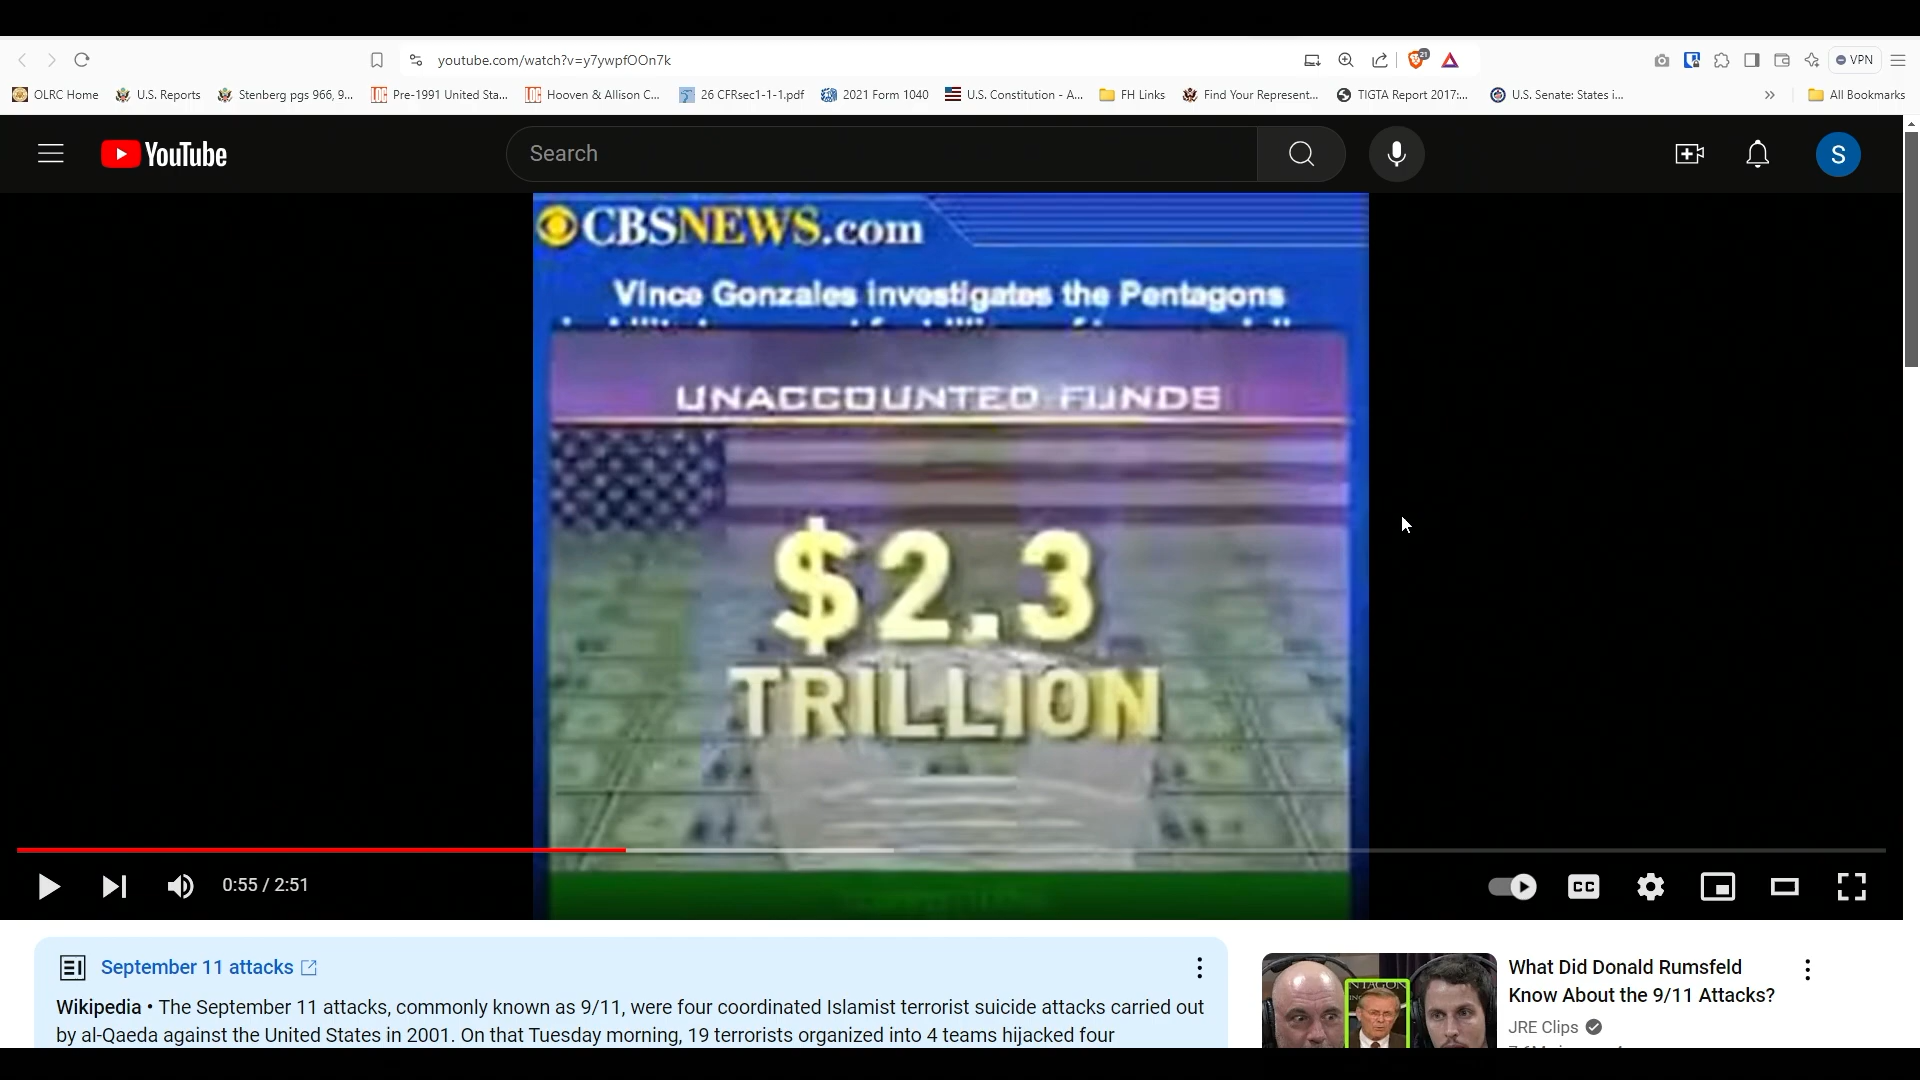 youtube.com/watch?v=y7ywpfOOn7k
21
VPN
OLRC Home
U.S. Reports
Stenberg pgs 966, 9...
Pre-1991 United Sta...
Hooven & Allison C...
26 CFRsec1-1-1.pdf
2021 Form 1040
U.S. Constitution - A...
FH Links
Find Your Represent...
TIGTA Report 2017:...
U.S. Senate: States i...
All Bookmarks
YouTube
Search
S
CBSNEWS.com
Vince Gonzales investigates the Pentagons
UNACCOUNTED FUNDS
$2.3
TRILLION
0:55 / 2:51
CC
September 11 attacks
Wikipedia • The September 11 attacks, commonly known as 9/11, were four coordinated Islamist terrorist suicide attacks carried out
by al-Qaeda against the United States in 2001. On that Tuesday morning, 19 terrorists organized into 4 teams hijacked four
What Did Donald Rumsfeld
Know About the 9/11 Attacks?
JRE Clips